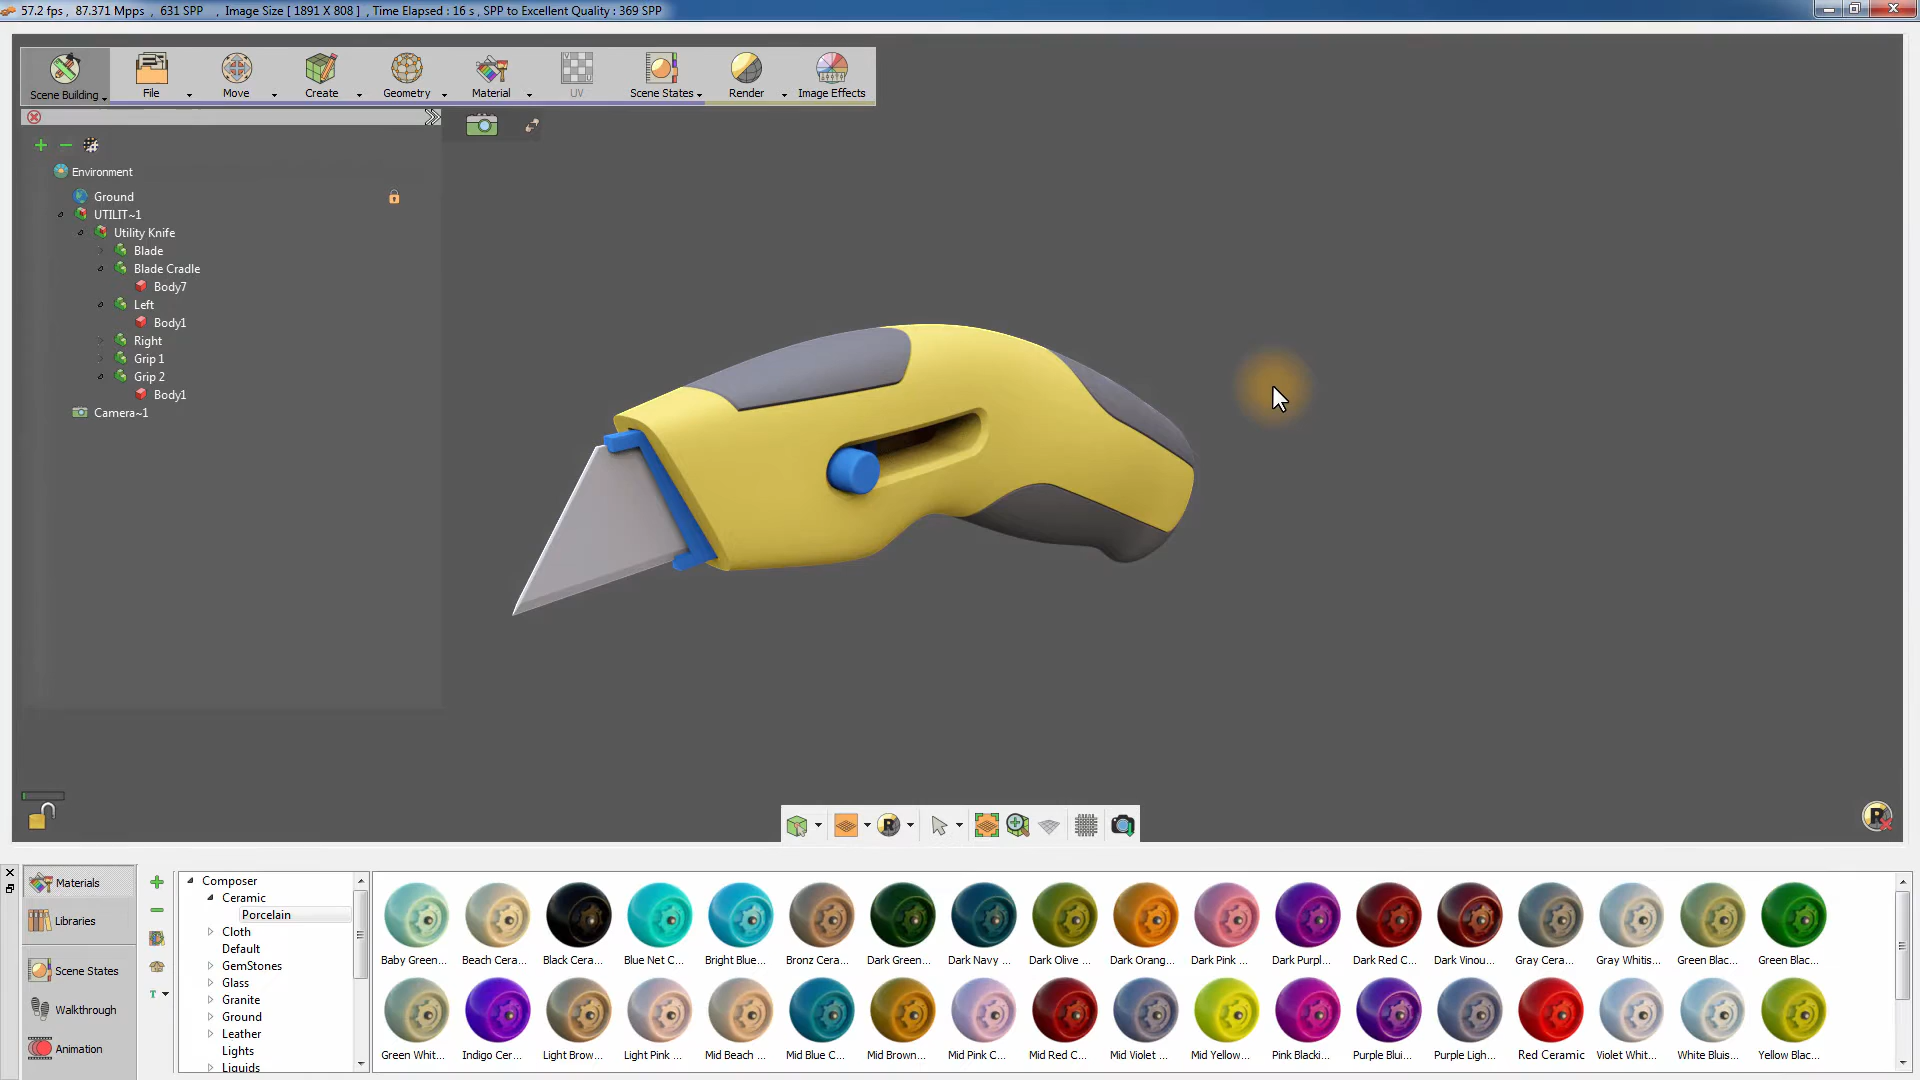 57.2 fps , 87.371 Mpps , 631 SPP , Image Size [ 1891 X 808 ] , Time Elapsed : 16 s , SPP to Excellent Quality : 369 SPP
Scene Building File Move Create Geometry Material UV Scene States Render Image Effects
Environment
Ground
UTILIT~1
Utility Knife
Blade
Blade Cradle
Body7
Left
Body1
Right
Grip 1
Grip 2
Body1
Camera~1
Materials
Libraries
Scene States
Walkthrough
Animation
Composer
Ceramic
Porcelain
Cloth
Default
GemStones
Glass
Granite
Ground
Leather
Lights
Liquids
Baby Green... Beach Cera... Black Cera... Blue Net C... Bright Blue... Bronz Cera... Dark Green... Dark Navy ... Dark Olive ... Dark Orang... Dark Pink ... Dark Purpl... Dark Red C... Dark Vinou... Gray Cera... Gray Whitis... Green Blac... Green Blac...
Green Whit... Indigo Cer... Light Brow... Light Pink ... Mid Beach ... Mid Blue C... Mid Brown... Mid Pink C... Mid Red C... Mid Violet ... Mid Yellow... Pink Blacki... Purple Blui... Purple Ligh... Red Ceramic Violet Whit... White Bluis... Yellow Blac...